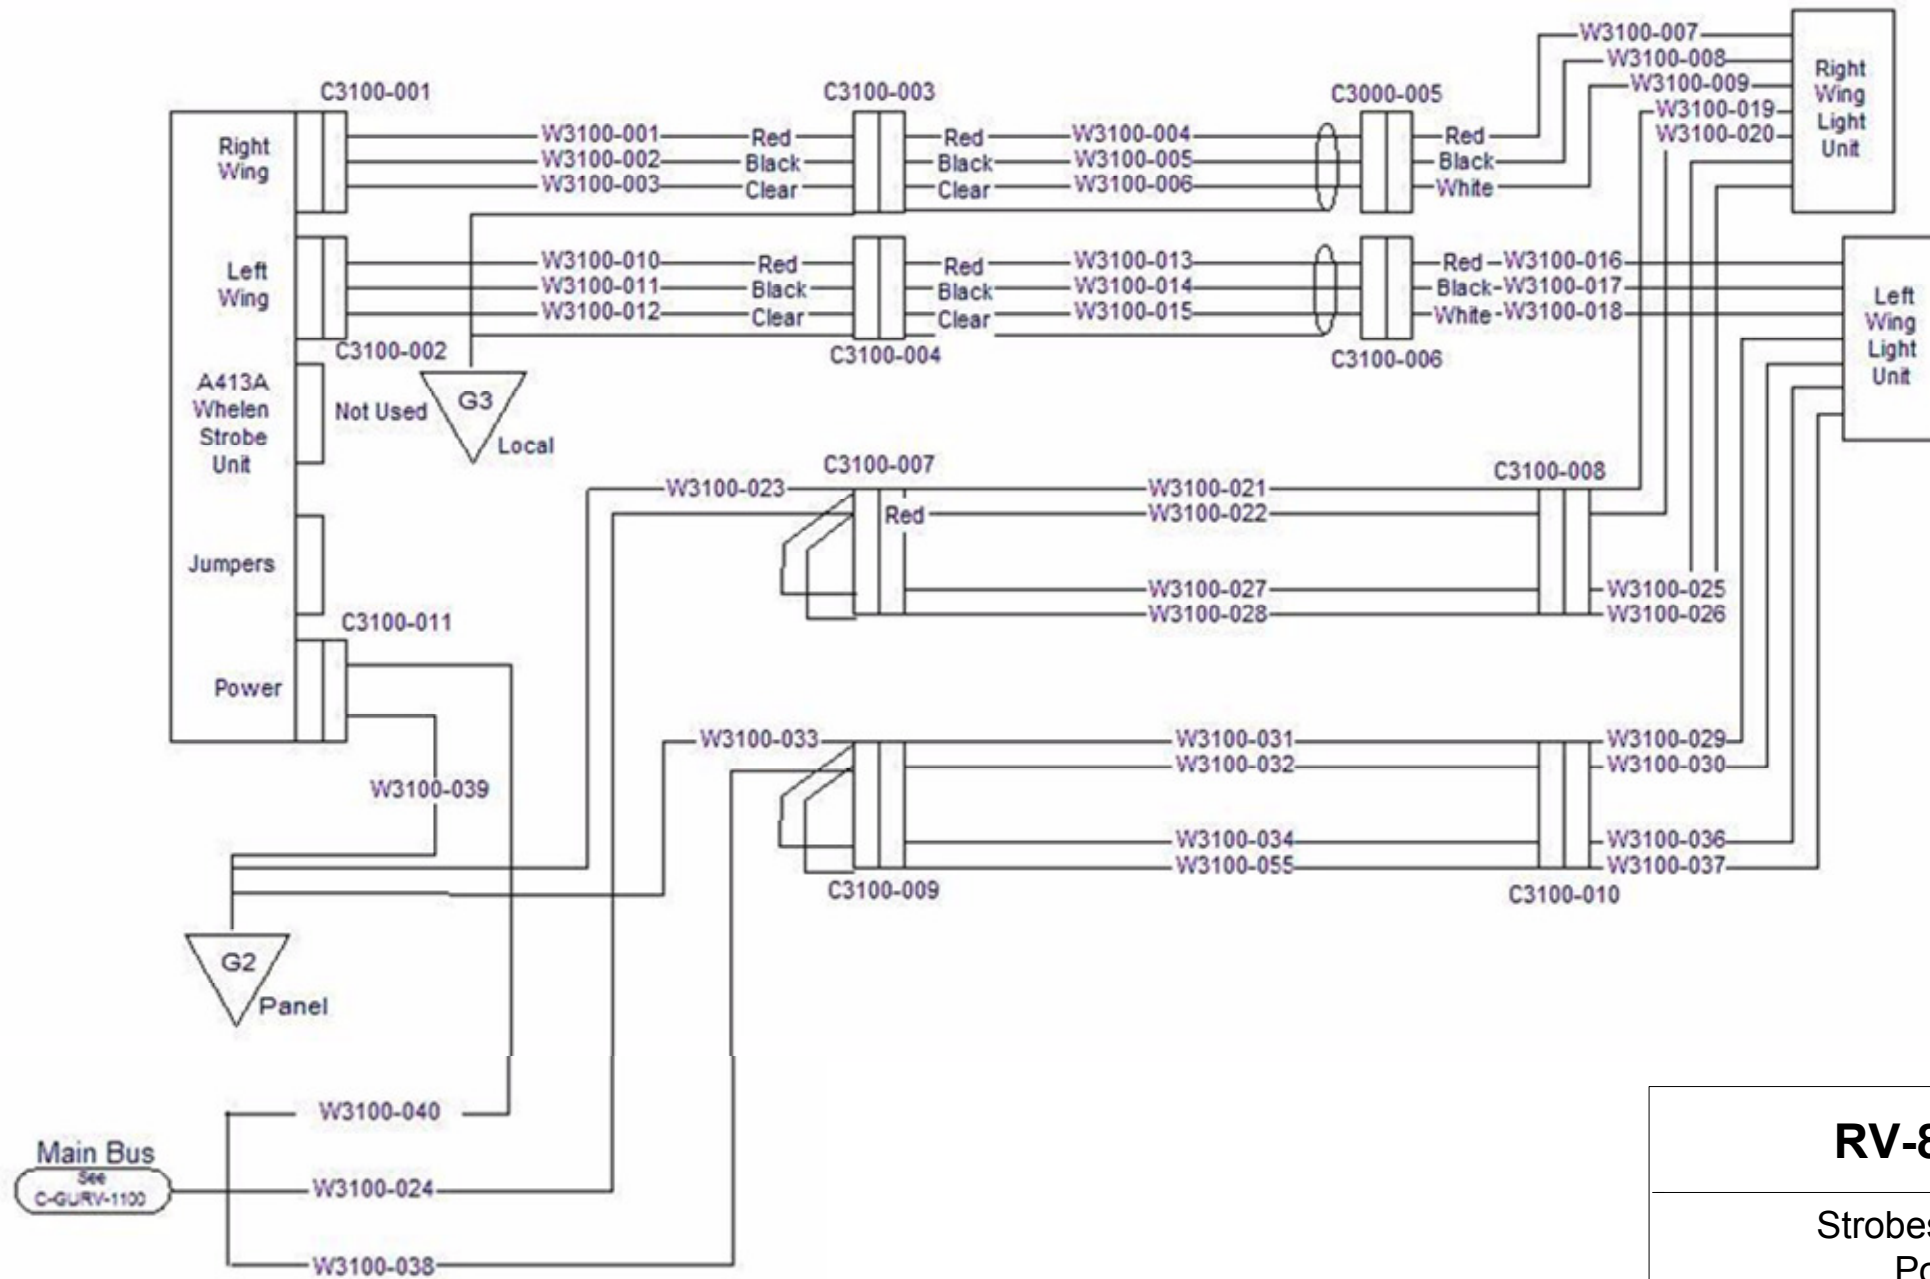 W3100-007
W3100-008
W3100-009
W3100-019
W3100-020
Right
Wing
Light
Unit
C3100-001
C3100-003
C3000-005
Right
Wing
W3100-001 Red
W3100-002 Black
W3100-003 Clear
Red W3100-004
Black W3100-005
Clear W3100-006
Red
Black
White
Left
Wing
W3100-010 Red
W3100-011 Black
W3100-012 Clear
Red W3100-013
Black W3100-014
Clear W3100-015
Red W3100-016
Black W3100-017
White W3100-018
Left
Wing
Light
Unit
C3100-002
C3100-004
C3100-006
A413A
Whelen
Strobe
Unit
Not Used
G3
Local
C3100-007
C3100-008
W3100-023
W3100-021
Red
W3100-022
Jumpers
W3100-027
W3100-025
W3100-028
W3100-026
C3100-011
Power
W3100-033
W3100-031
W3100-029
W3100-032
W3100-030
W3100-039
W3100-034
W3100-036
W3100-055
W3100-037
C3100-009
C3100-010
G2
Panel
W3100-040
Main Bus
See
C-GURV-1100
W3100-024
W3100-038
RV-8
Strobes
Po